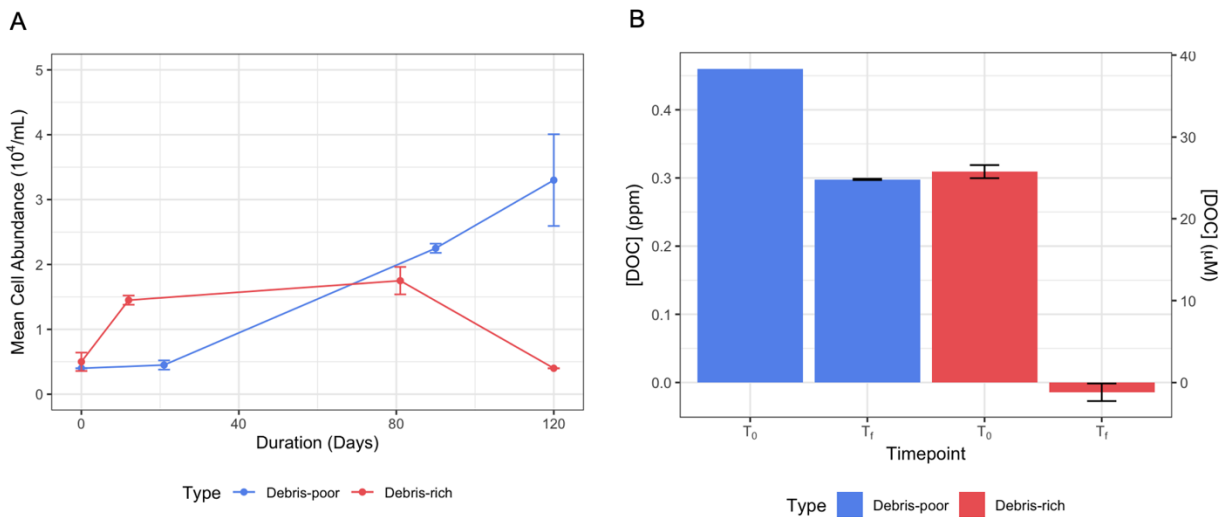 A
Mean Cell Abundance (10⁴/mL)
5
4
3
2
1
0
0
40
80
120
Duration (Days)
Type
Debris-poor
Debris-rich
B
[DOC] (ppm)
0.4
0.3
0.2
0.1
0.0
40
30
20
10
0
[DOC] (μM)
T₀
T_f
T₀
T_f
Timepoint
Type
Debris-poor
Debris-rich